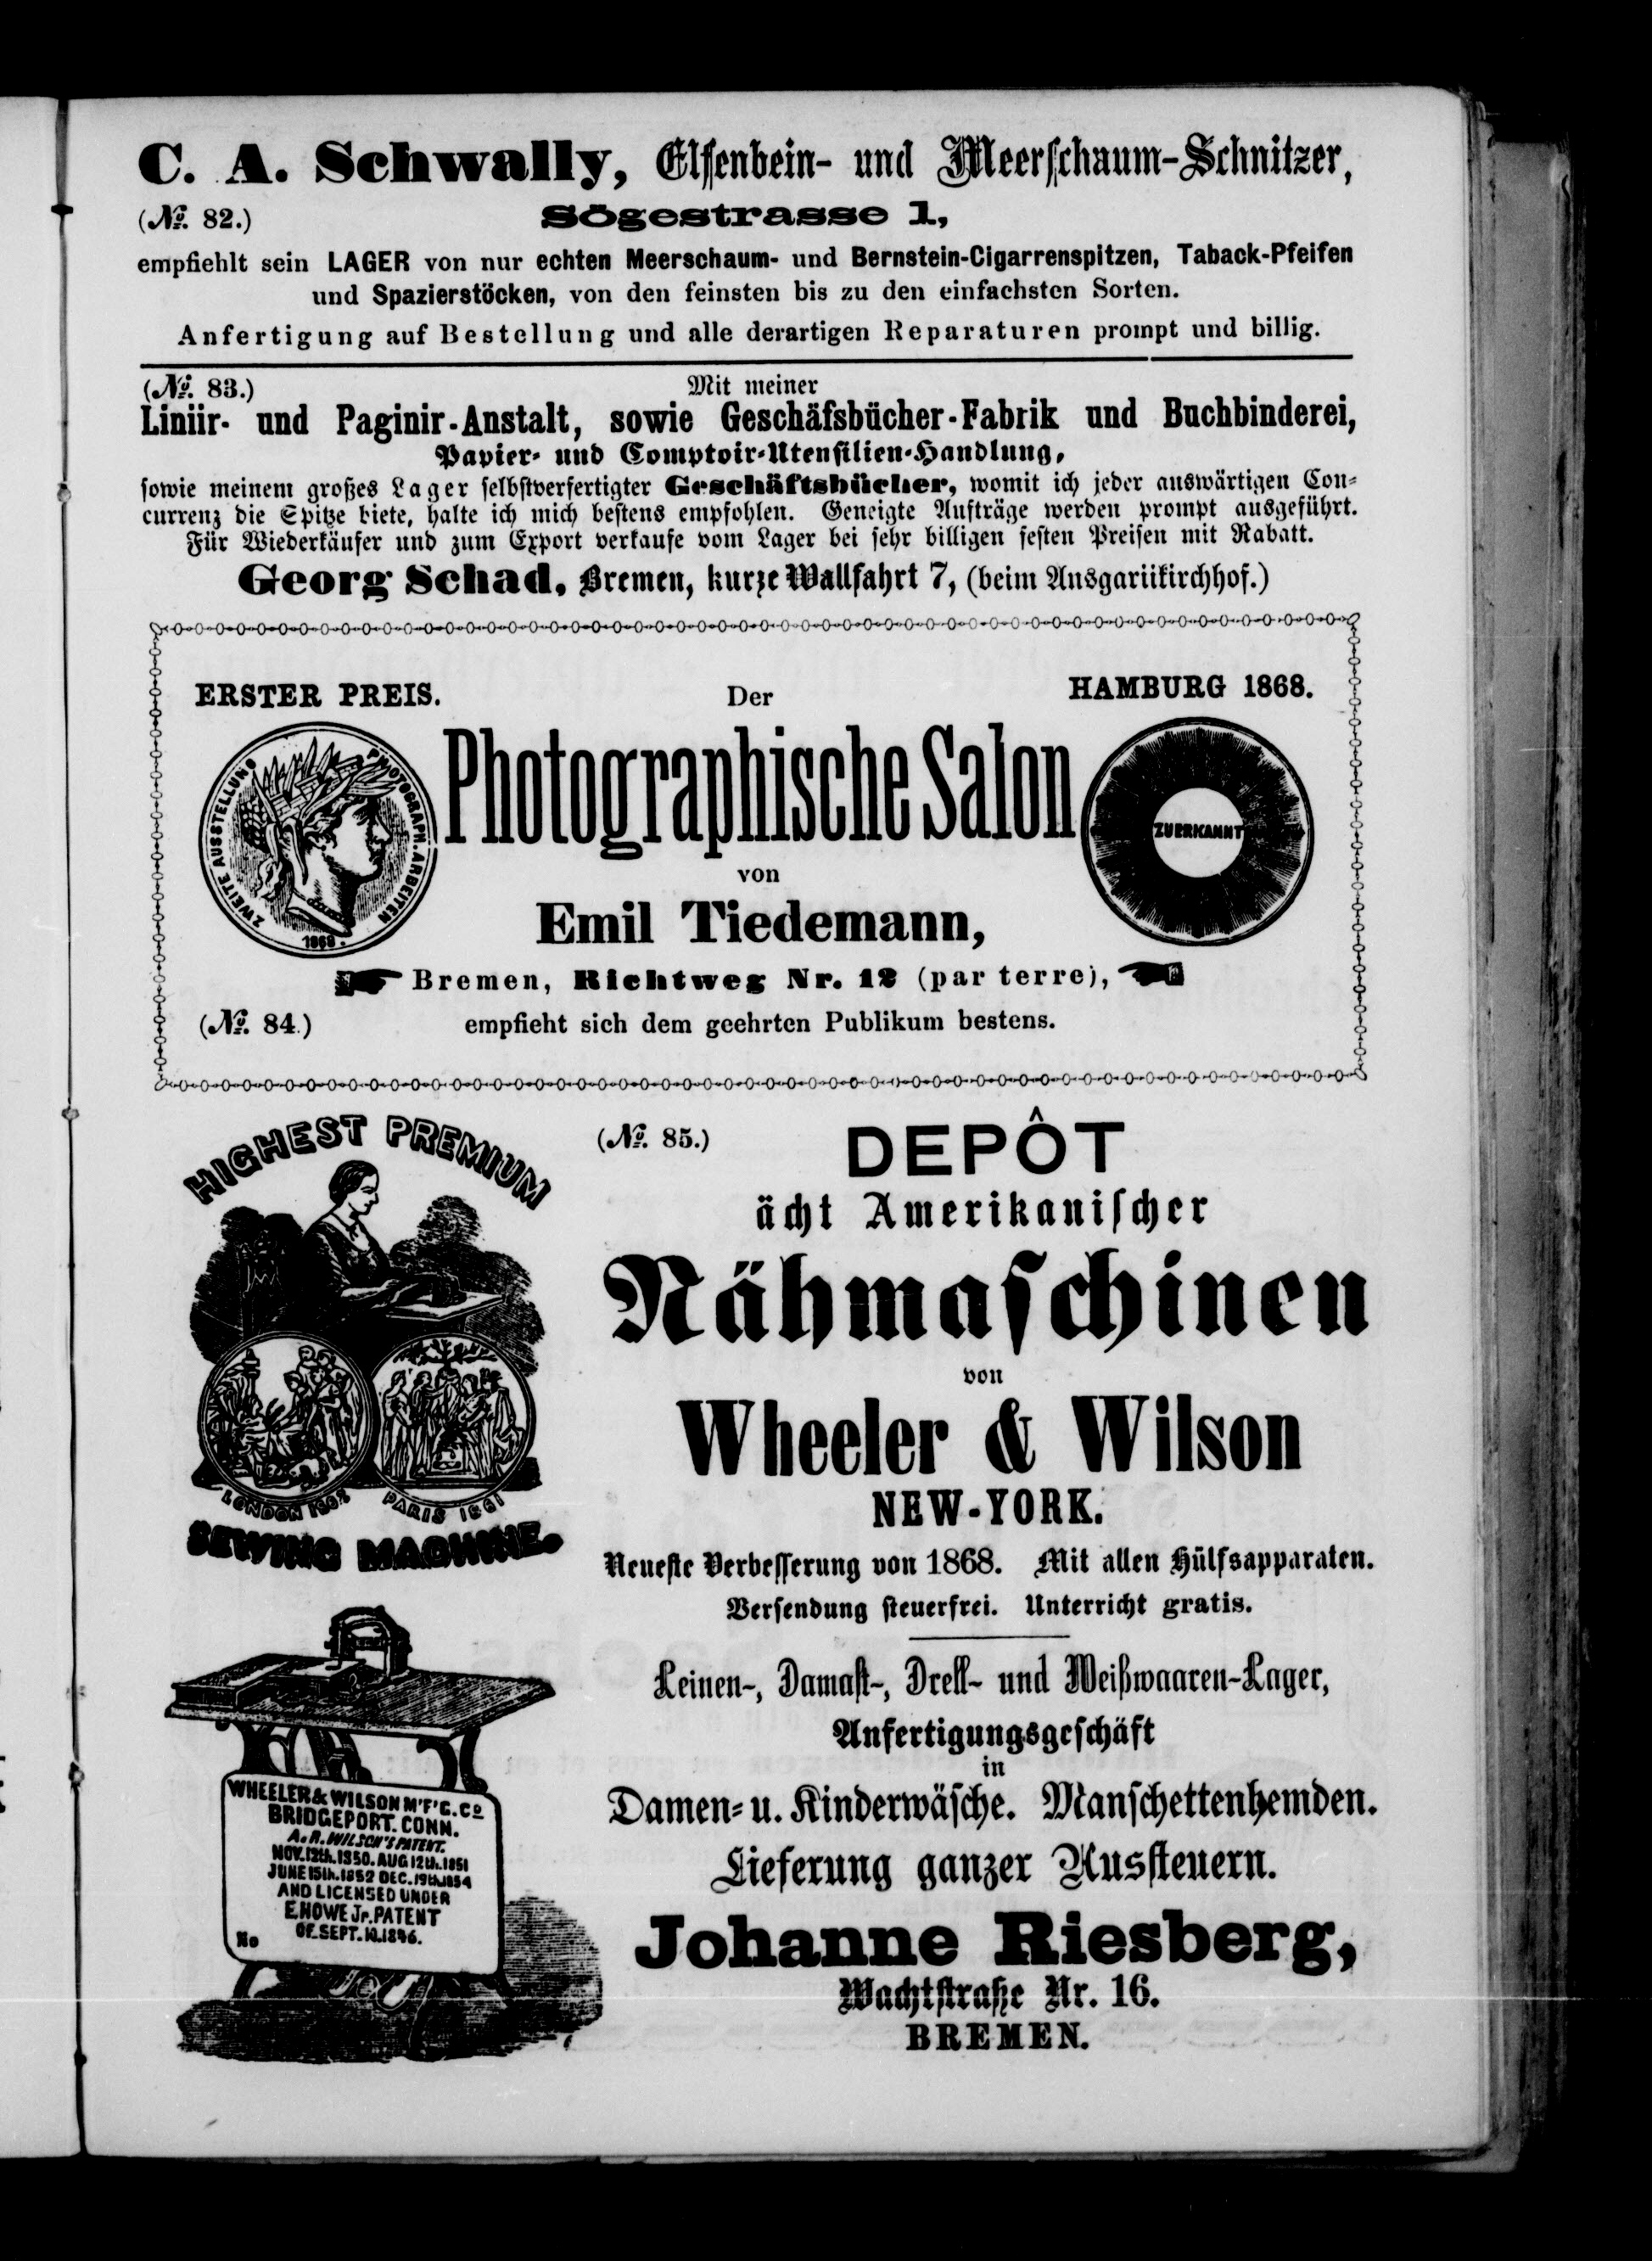 C. A. Schwally, Elfenbein- und Meerschaum-Schnitzer,
(No. 82.)
Sögestrasse 1,
empfiehlt sein LAGER von nur echten Meerschaum- und Bernstein-Cigarrenspitzen, Taback-Pfeifen
und Spazierstöcken, von den feinsten bis zu den einfachsten Sorten.
Anfertigung auf Bestellung und alle derartigen Reparaturen prompt und billig.
(No. 83.)
Mit meiner
Liniir- und Paginir-Anstalt, sowie Geschäfsbücher-Fabrik und Buchbinderei,
Papier- und Comptoir-Utensilien-Handlung,
sowie meinem großes Lager selbstverfertigter Geschäftsbücher, womit ich jeder auswärtigen Con-
currenz die Spitze biete, halte ich mich bestens empfohlen. Geneigte Aufträge werden prompt ausgeführt.
Für Wiederkäufer und zum Export verkaufe vom Lager bei sehr billigen festen Preisen mit Rabatt.
Georg Schad, Bremen, kurze Wallfahrt 7, (beim Ansgariikirchhof.)
ERSTER PREIS.
Der
HAMBURG 1868.
ZWEITE AUSSTELLUNG PHOTOGRAPH. ARBEITEN
1868.
Photographische Salon
ZUERKANNT
von
Emil Tiedemann,
Bremen, Richtweg Nr. 12 (par terre),
(No. 84.)
empfieht sich dem geehrten Publikum bestens.
HIGHEST PREMIUM
LONDON 1862 PARIS 1861
SEWING MACHINE.
(No. 85.)
DEPÔT
ächt Amerikanischer
Nähmaschinen
von
Wheeler & Wilson
NEW-YORK.
Neueste Verbesserung von 1868. Mit allen Hülfsapparaten.
Versendung steuerfrei. Unterricht gratis.
Leinen-, Damast-, Drell- und Weißwaaren-Lager,
Anfertigungsgeschäft
in
Damen- u. Kinderwäsche. Manschettenhemden.
Lieferung ganzer Aussteuern.
Johanne Riesberg,
Wachtstraße Nr. 16.
BREMEN.
WHEELER & WILSON M'F'G. Co
BRIDGEPORT. CONN.
A. R. WILSON'S PATENT.
NOV. 12th. 1850. AUG 12th. 1851
JUNE 15th. 1852 DEC. 19th. 1854
AND LICENSED UNDER
E. HOWE Jr. PATENT
OF SEPT. 10. 1846.
No